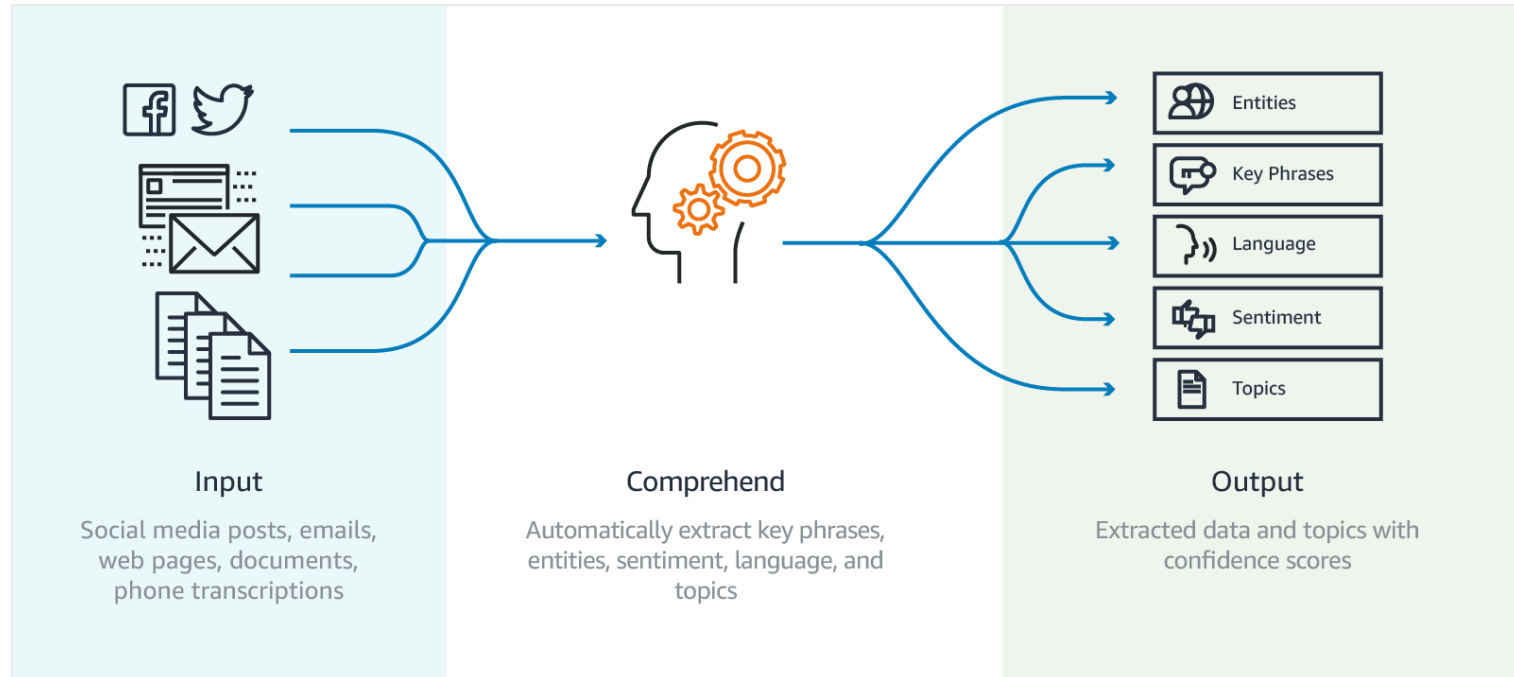 Entities
Key Phrases
Language
Sentiment
Topics
Input
Social media posts, emails,
web pages, documents,
phone transcriptions
Comprehend
Automatically extract key phrases,
entities, sentiment, language, and
topics
Output
Extracted data and topics with
confidence scores